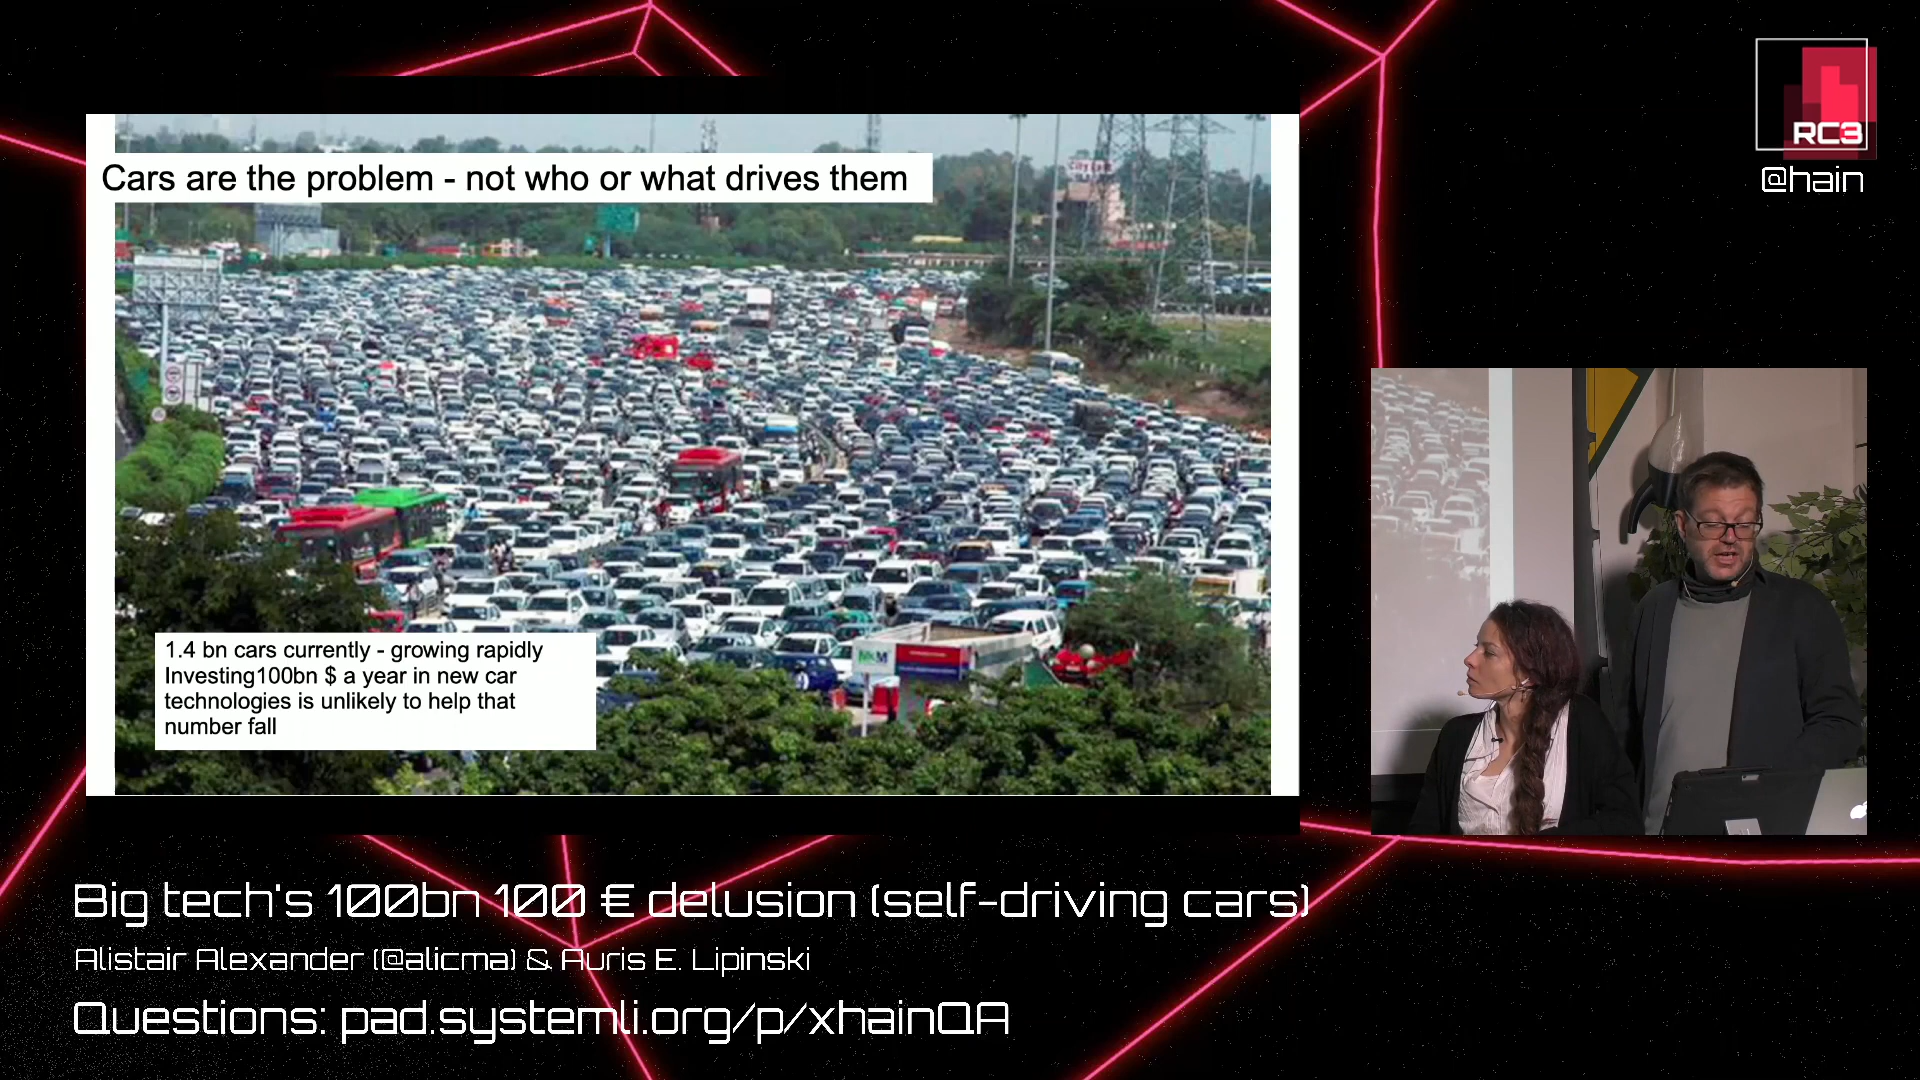 Cars are the problem - not who or what drives them
1.4 bn cars currently - growing rapidly
Investing100bn $ a year in new car
technologies is unlikely to help that
number fall
RC3
@hain
Big tech's 100bn 100 € delusion (self-driving cars)
Alistair Alexander (@alicma) & Auris E. Lipinski
Questions: pad.systemli.org/p/xhainQA